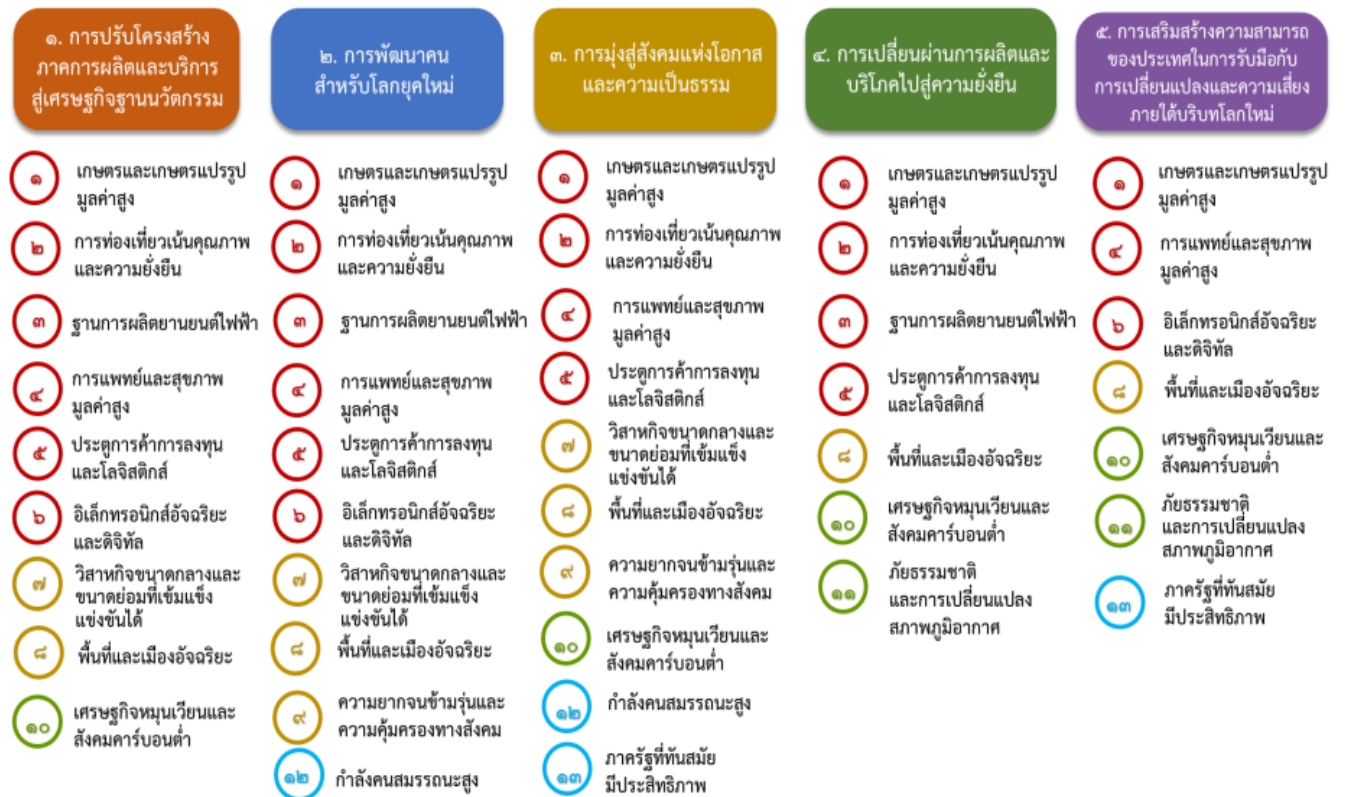 ๑. การปรับโครงสร้าง
ภาคการผลิตและบริการ
สู่เศรษฐกิจฐานนวัตกรรม
๑
เกษตรและเกษตรแปรรูป
มูลค่าสูง
๒
การท่องเที่ยวเน้นคุณภาพ
และความยั่งยืน
๓
ฐานการผลิตยานยนต์ไฟฟ้า
๔
การแพทย์และสุขภาพ
มูลค่าสูง
๕
ประตูการค้าการลงทุน
และโลจิสติกส์
๖
อิเล็กทรอนิกส์อัจฉริยะ
และดิจิทัล
๗
วิสาหกิจขนาดกลางและ
ขนาดย่อมที่เข้มแข็ง
แข่งขันได้
๘
พื้นที่และเมืองอัจฉริยะ
๑๐
เศรษฐกิจหมุนเวียนและ
สังคมคาร์บอนต่ำ
๒. การพัฒนาคน
สำหรับโลกยุคใหม่
๑
เกษตรและเกษตรแปรรูป
มูลค่าสูง
๒
การท่องเที่ยวเน้นคุณภาพ
และความยั่งยืน
๓
ฐานการผลิตยานยนต์ไฟฟ้า
๔
การแพทย์และสุขภาพ
มูลค่าสูง
๕
ประตูการค้าการลงทุน
และโลจิสติกส์
๖
อิเล็กทรอนิกส์อัจฉริยะ
และดิจิทัล
๗
วิสาหกิจขนาดกลางและ
ขนาดย่อมที่เข้มแข็ง
แข่งขันได้
๘
พื้นที่และเมืองอัจฉริยะ
๙
ความยากจนข้ามรุ่นและ
ความคุ้มครองทางสังคม
๑๒
กำลังคนสมรรถนะสูง
๓. การมุ่งสู่สังคมแห่งโอกาส
และความเป็นธรรม
๑
เกษตรและเกษตรแปรรูป
มูลค่าสูง
๒
การท่องเที่ยวเน้นคุณภาพ
และความยั่งยืน
๔
การแพทย์และสุขภาพ
มูลค่าสูง
๕
ประตูการค้าการลงทุน
และโลจิสติกส์
๗
วิสาหกิจขนาดกลางและ
ขนาดย่อมที่เข้มแข็ง
แข่งขันได้
๘
พื้นที่และเมืองอัจฉริยะ
๙
ความยากจนข้ามรุ่นและ
ความคุ้มครองทางสังคม
๑๐
เศรษฐกิจหมุนเวียนและ
สังคมคาร์บอนต่ำ
๑๒
กำลังคนสมรรถนะสูง
๑๓
ภาครัฐที่ทันสมัย
มีประสิทธิภาพ
๔. การเปลี่ยนผ่านการผลิตและ
บริโภคไปสู่ความยั่งยืน
๑
เกษตรและเกษตรแปรรูป
มูลค่าสูง
๒
การท่องเที่ยวเน้นคุณภาพ
และความยั่งยืน
๓
ฐานการผลิตยานยนต์ไฟฟ้า
๕
ประตูการค้าการลงทุน
และโลจิสติกส์
๘
พื้นที่และเมืองอัจฉริยะ
๑๐
เศรษฐกิจหมุนเวียนและ
สังคมคาร์บอนต่ำ
๑๑
ภัยธรรมชาติ
และการเปลี่ยนแปลง
สภาพภูมิอากาศ
๕. การเสริมสร้างความสามารถ
ของประเทศในการรับมือกับ
การเปลี่ยนแปลงและความเสี่ยง
ภายใต้บริบทโลกใหม่
๑
เกษตรและเกษตรแปรรูป
มูลค่าสูง
๔
การแพทย์และสุขภาพ
มูลค่าสูง
๖
อิเล็กทรอนิกส์อัจฉริยะ
และดิจิทัล
๘
พื้นที่และเมืองอัจฉริยะ
๑๐
เศรษฐกิจหมุนเวียนและ
สังคมคาร์บอนต่ำ
๑๑
ภัยธรรมชาติ
และการเปลี่ยนแปลง
สภาพภูมิอากาศ
๑๓
ภาครัฐที่ทันสมัย
มีประสิทธิภาพ